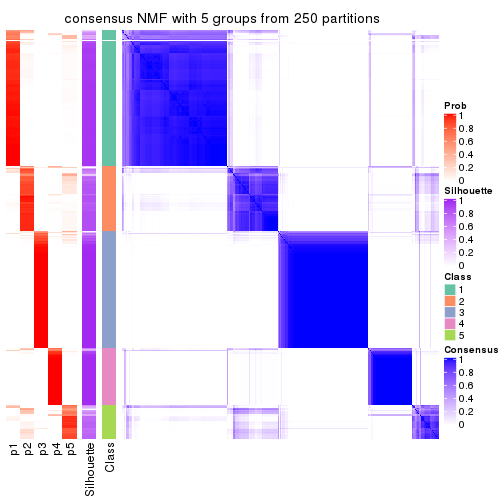 consensus NMF with 5 groups from 250 partitions
Prob
1
0.8
0.6
0.4
0.2
0
Silhouette
1
0.8
0.6
0.4
0.2
0
Class
1
2
3
4
5
Consensus
1
0.8
0.6
0.4
0.2
0
p1
p2
p3
p4
p5
Silhouette
Class